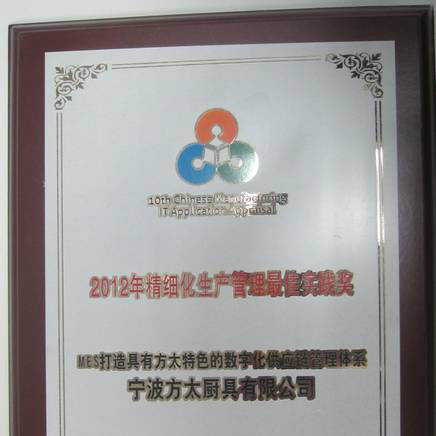 10th Chinese Manufacturing
IT Application Appraisal
2012年精细化生产管理最佳实践奖
MES打造具有方太特色的数字化供应链管理体系
宁波方太厨具有限公司